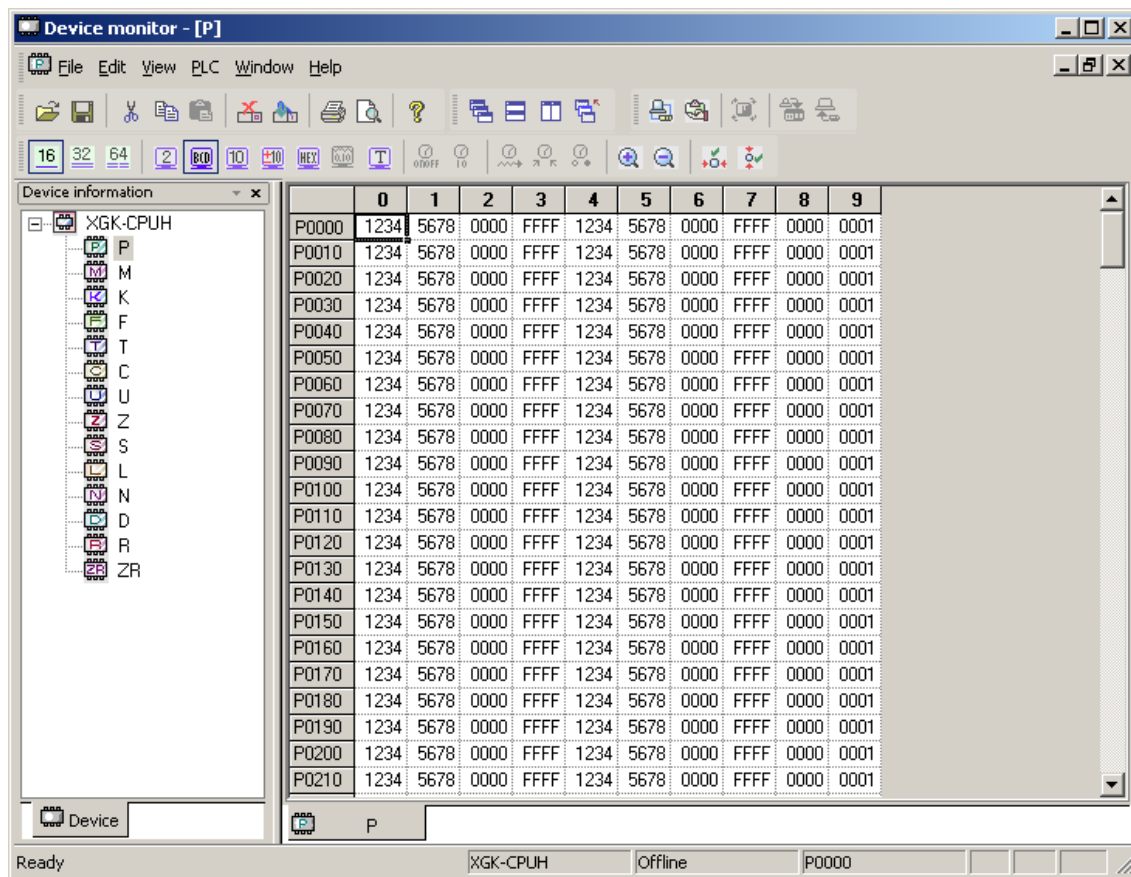 Device monitor - [P]
File Edit View PLC Window Help
16 32 64 2 BCD 10 ±10 HEX T
Device information
XGK-CPUH
P
M
K
F
T
C
U
Z
S
L
N
D
R
ZR
Device
0 1 2 3 4 5 6 7 8 9
P0000 1234 5678 0000 FFFF 1234 5678 0000 FFFF 0000 0001
P0010 1234 5678 0000 FFFF 1234 5678 0000 FFFF 0000 0001
P0020 1234 5678 0000 FFFF 1234 5678 0000 FFFF 0000 0001
P0030 1234 5678 0000 FFFF 1234 5678 0000 FFFF 0000 0001
P0040 1234 5678 0000 FFFF 1234 5678 0000 FFFF 0000 0001
P0050 1234 5678 0000 FFFF 1234 5678 0000 FFFF 0000 0001
P0060 1234 5678 0000 FFFF 1234 5678 0000 FFFF 0000 0001
P0070 1234 5678 0000 FFFF 1234 5678 0000 FFFF 0000 0001
P0080 1234 5678 0000 FFFF 1234 5678 0000 FFFF 0000 0001
P0090 1234 5678 0000 FFFF 1234 5678 0000 FFFF 0000 0001
P0100 1234 5678 0000 FFFF 1234 5678 0000 FFFF 0000 0001
P0110 1234 5678 0000 FFFF 1234 5678 0000 FFFF 0000 0001
P0120 1234 5678 0000 FFFF 1234 5678 0000 FFFF 0000 0001
P0130 1234 5678 0000 FFFF 1234 5678 0000 FFFF 0000 0001
P0140 1234 5678 0000 FFFF 1234 5678 0000 FFFF 0000 0001
P0150 1234 5678 0000 FFFF 1234 5678 0000 FFFF 0000 0001
P0160 1234 5678 0000 FFFF 1234 5678 0000 FFFF 0000 0001
P0170 1234 5678 0000 FFFF 1234 5678 0000 FFFF 0000 0001
P0180 1234 5678 0000 FFFF 1234 5678 0000 FFFF 0000 0001
P0190 1234 5678 0000 FFFF 1234 5678 0000 FFFF 0000 0001
P0200 1234 5678 0000 FFFF 1234 5678 0000 FFFF 0000 0001
P0210 1234 5678 0000 FFFF 1234 5678 0000 FFFF 0000 0001
P
Ready XGK-CPUH Offline P0000